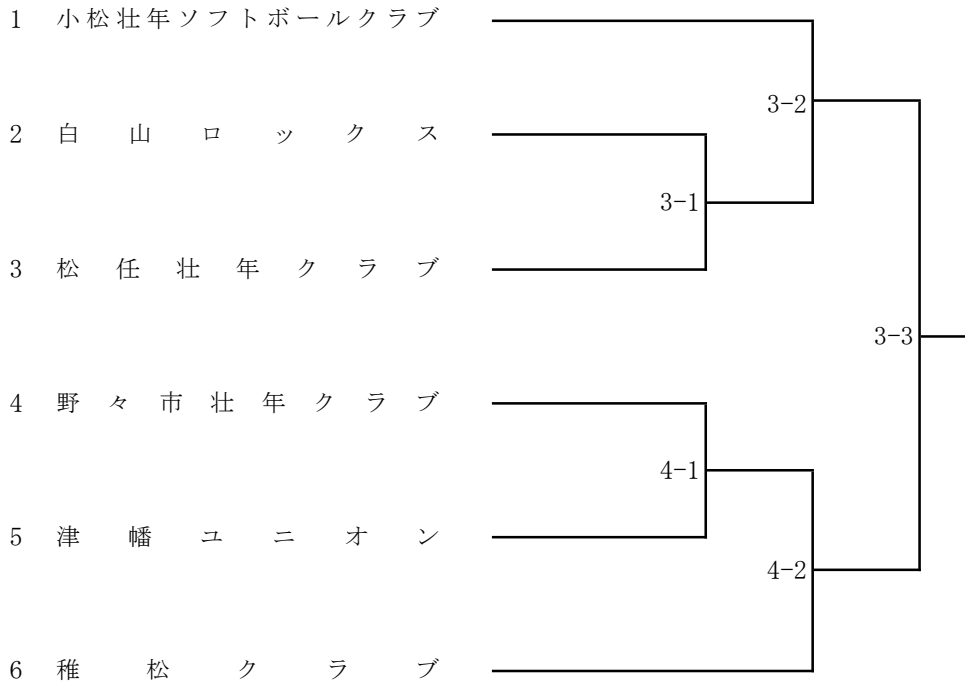 1 小松壮年ソフトボールクラブ
3-2
2 白山ロックス
3-1
3 松任壮年クラブ
3-3
4 野々市壮年クラブ
4-1
5 津幡ユニオン
4-2
6 稚松クラブ